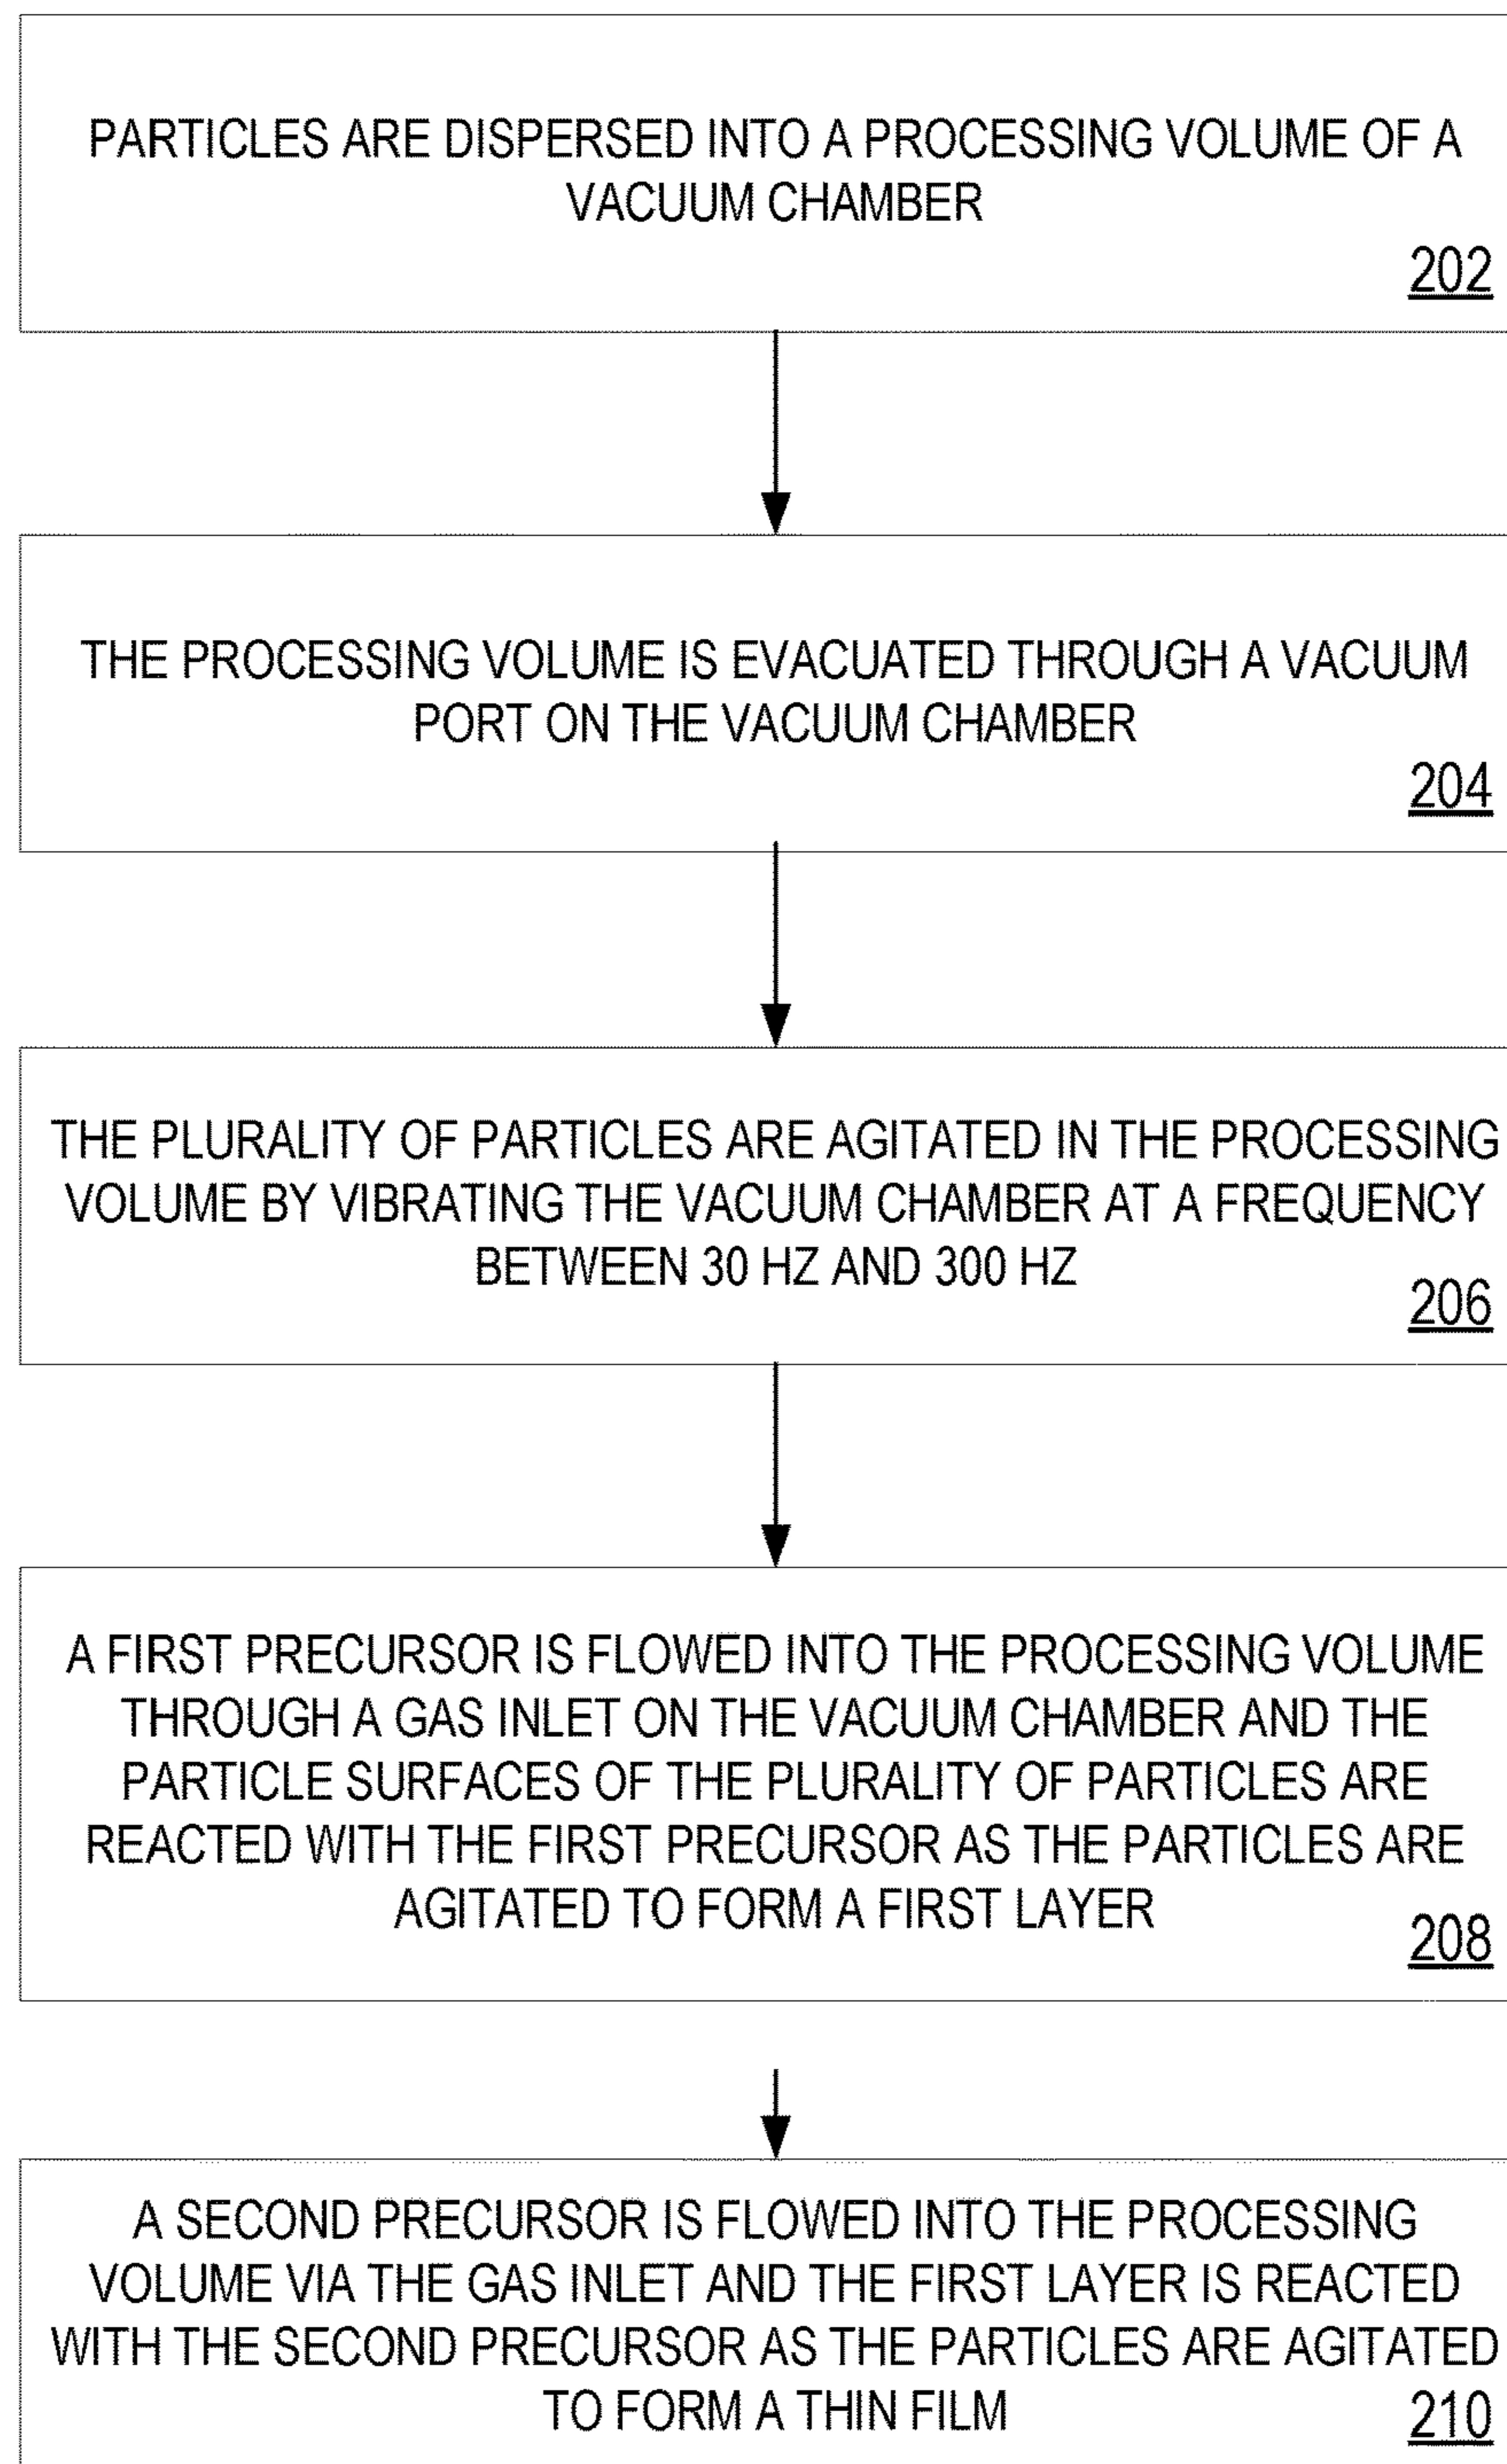 PARTICLES ARE DISPERSED INTO A PROCESSING VOLUME OF A
VACUUM CHAMBER
202
THE PROCESSING VOLUME IS EVACUATED THROUGH A VACUUM
PORT ON THE VACUUM CHAMBER
204
THE PLURALITY OF PARTICLES ARE AGITATED IN THE PROCESSING
VOLUME BY VIBRATING THE VACUUM CHAMBER AT A FREQUENCY
BETWEEN 30 HZ AND 300 HZ
206
A FIRST PRECURSOR IS FLOWED INTO THE PROCESSING VOLUME
THROUGH A GAS INLET ON THE VACUUM CHAMBER AND THE
PARTICLE SURFACES OF THE PLURALITY OF PARTICLES ARE
REACTED WITH THE FIRST PRECURSOR AS THE PARTICLES ARE
AGITATED TO FORM A FIRST LAYER
208
A SECOND PRECURSOR IS FLOWED INTO THE PROCESSING
VOLUME VIA THE GAS INLET AND THE FIRST LAYER IS REACTED
WITH THE SECOND PRECURSOR AS THE PARTICLES ARE AGITATED
TO FORM A THIN FILM
210